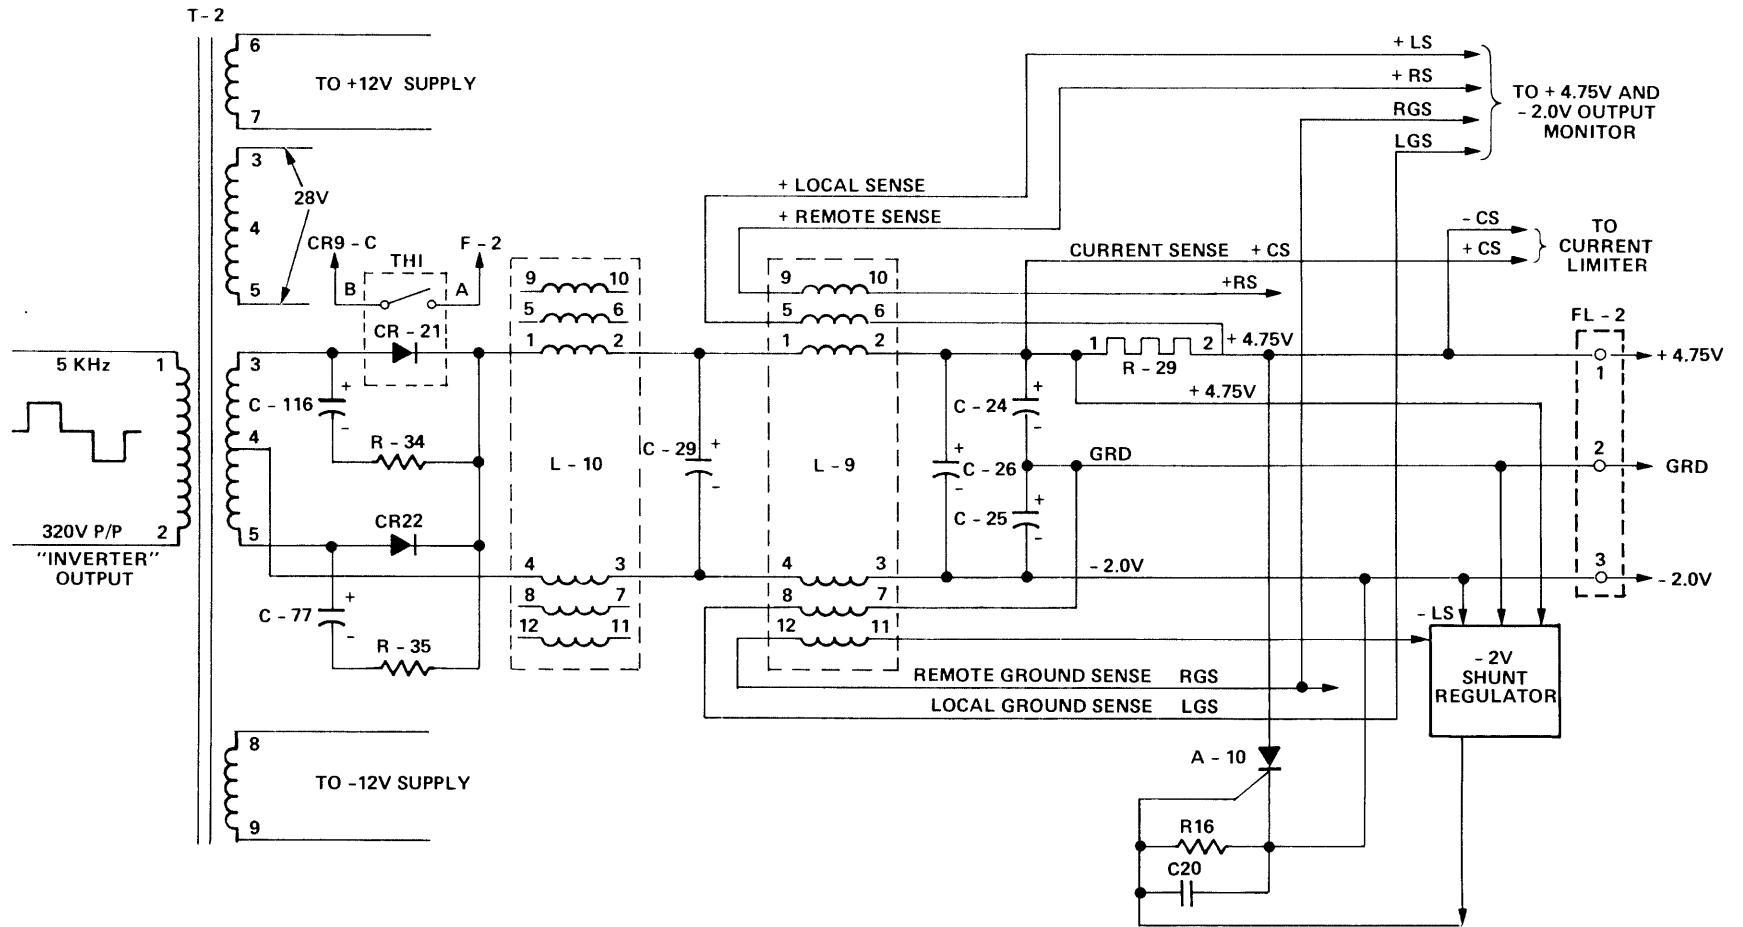 T - 2
6
TO +12V SUPPLY
7
3
28V
4
5
CR9 - C
F - 2
THI
B
A
CR - 21
5 KHz
1
3
C - 116
+
-
R - 34
4
320V P/P
2
"INVERTER"
OUTPUT
5
CR22
C - 77
+
-
R - 35
8
TO -12V SUPPLY
9
9 10
5 6
1 2
L - 10
4 3
8 7
12 11
C - 29
+
-
+ LOCAL SENSE
+ REMOTE SENSE
9 10
5 6
1 2
L - 9
4 3
8 7
12 11
+ LS
+ RS
RGS
LGS
TO + 4.75V AND
- 2.0V OUTPUT
MONITOR
- CS
CURRENT SENSE + CS
+ CS
TO
CURRENT
LIMITER
+RS
1 2
R - 29
+ 4.75V
+ 4.75V
C - 24
+
-
C - 26
+
-
GRD
C - 25
+
-
- 2.0V
FL - 2
1
+ 4.75V
2
GRD
3
- 2.0V
- LS
- 2V
SHUNT
REGULATOR
REMOTE GROUND SENSE RGS
LOCAL GROUND SENSE LGS
A - 10
R16
C20